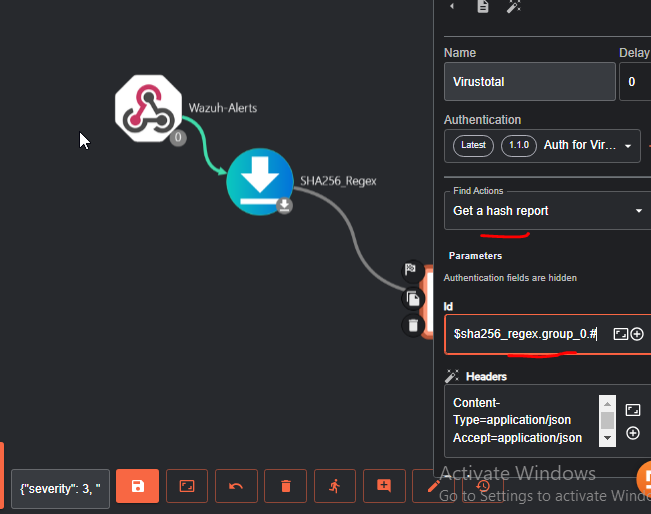 Name
Delay
Virustotal
0
Authentication
Latest
1.1.0
Auth for Vir...
Find Actions
Get a hash report
Parameters
Authentication fields are hidden
Id
$sha256_regex.group_0.#
Headers
Content-
Type=application/json
Accept=application/json
Wazuh-Alerts
0
SHA256_Regex
{"severity": 3, "
Activate Windows
Go to Settings to activate Windo